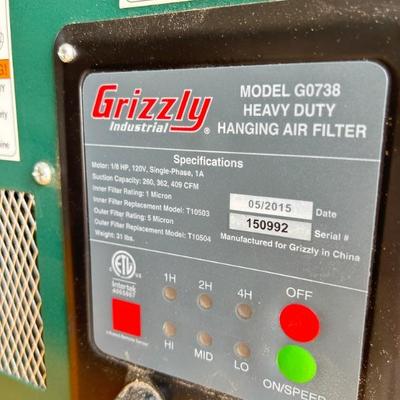 Grizzly
Industrial®
MODEL G0738
HEAVY DUTY
HANGING AIR FILTER
Specifications
Motor: 1/8 HP, 120V, Single-Phase, 1A
Suction Capacity: 260, 362, 409 CFM
Inner Filter Rating: 1 Micron
Inner Filter Replacement Model: T10503
Outer Filter Rating: 5 Micron
Outer Filter Replacement Model: T10504
Weight: 31 lbs.
05/2015 Date
150992 Serial #
Manufactured for Grizzly in China
Intertek
1H 2H 4H OFF
HI MID LO
ON/SPEED